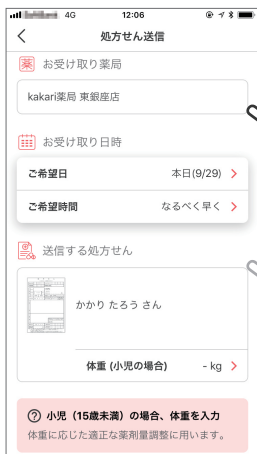 4G 12:06
処方せん送信
薬 お受け取り薬局
kakari薬局 東銀座店
お受け取り日時
ご希望日 本日(9/29)
ご希望時間 なるべく早く
送信する処方せん
かかり たろう さん
体重 (小児の場合) - kg
? 小児（15歳未満）の場合、体重を入力
体重に応じた適正な薬剤量調整に用います。